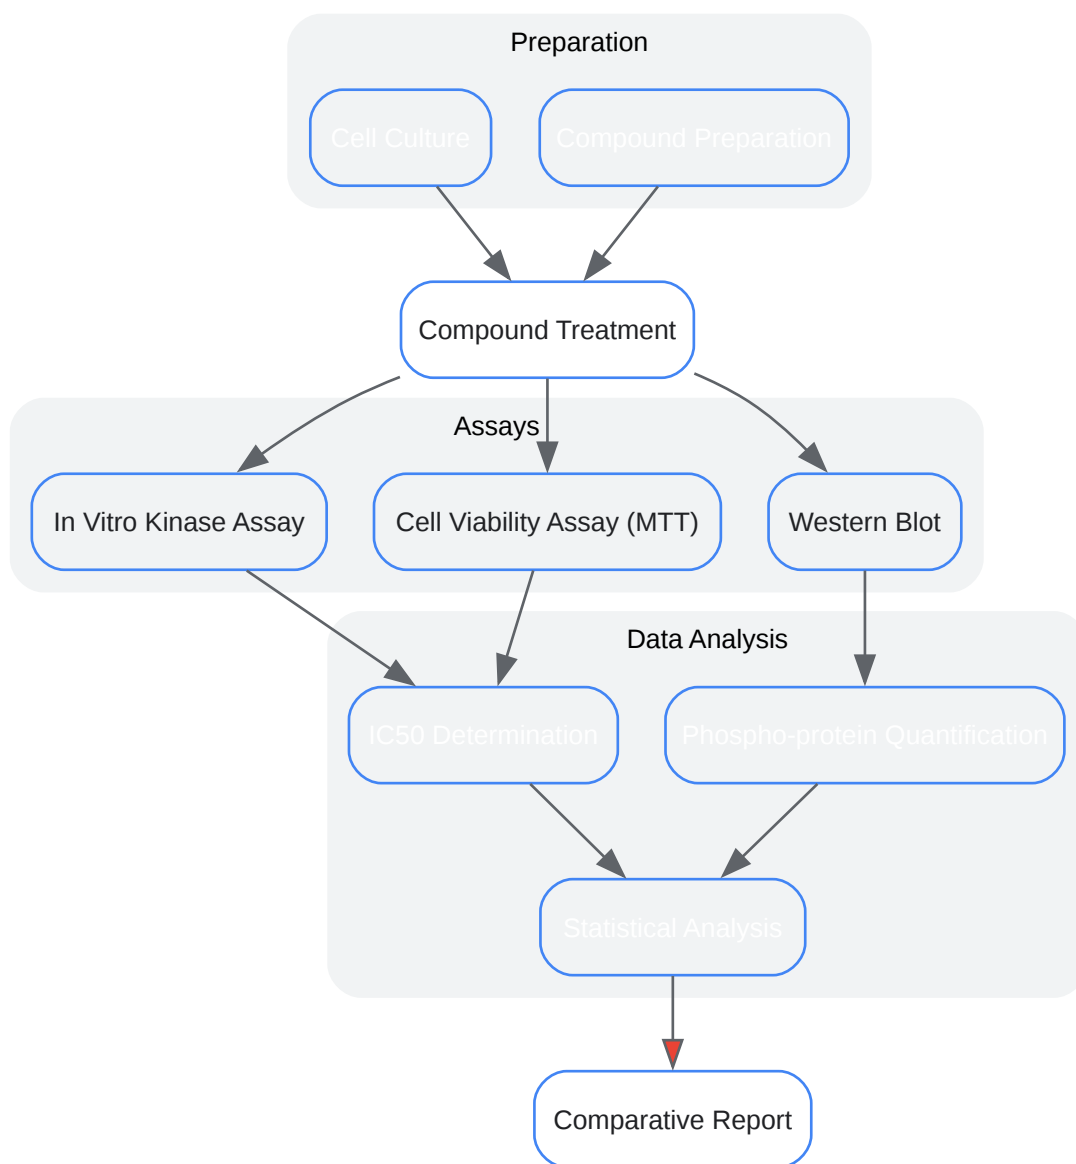 Preparation
Cell Culture
Compound Preparation
Compound Treatment
Assays
In Vitro Kinase Assay
Cell Viability Assay (MTT)
Western Blot
Data Analysis
IC50 Determination
Phospho-protein Quantification
Statistical Analysis
Comparative Report